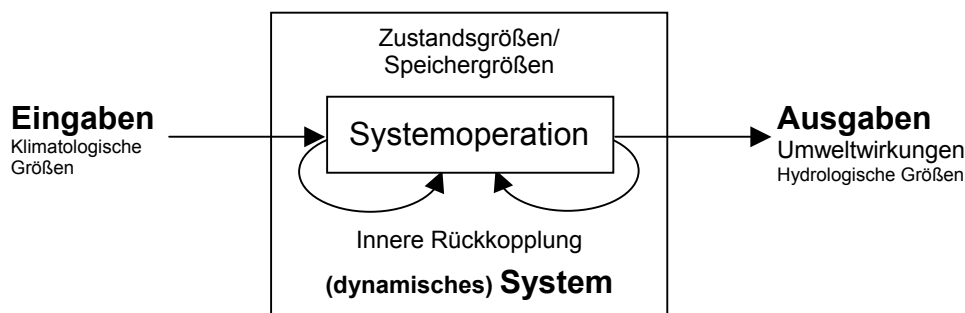 Zustandsgrößen/
Speichergrößen
Eingaben
Klimatologische
Größen
Systemoperation
Ausgaben
Umweltwirkungen
Hydrologische Größen
Innere Rückkopplung
(dynamisches) System